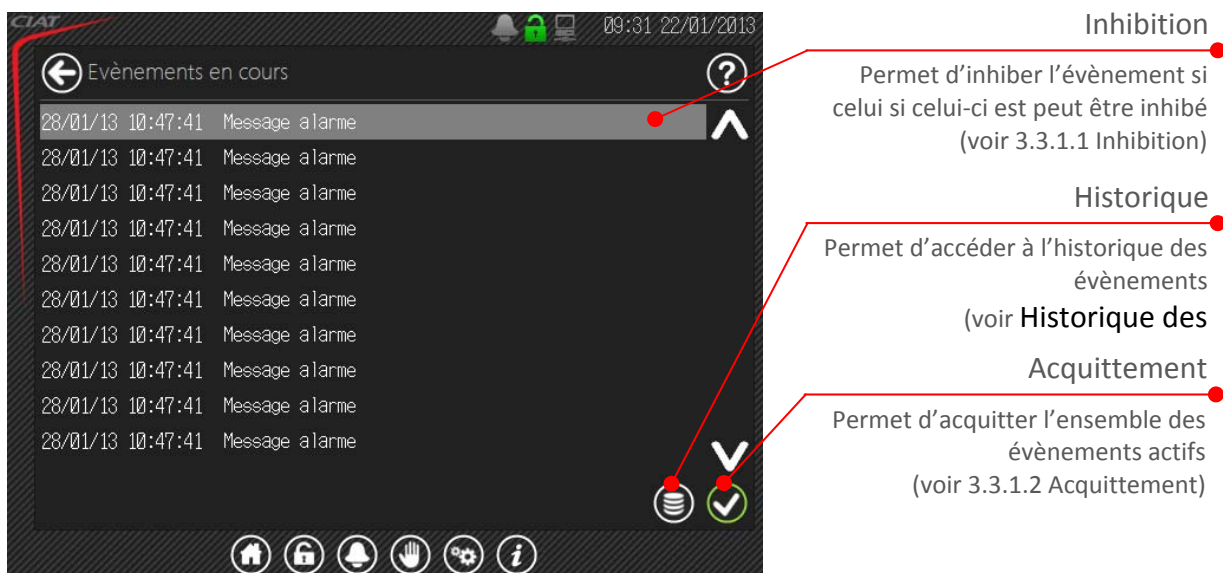 CIAT
09:31 22/01/2013
Evènements en cours
?
28/01/13 10:47:41 Message alarme
28/01/13 10:47:41 Message alarme
28/01/13 10:47:41 Message alarme
28/01/13 10:47:41 Message alarme
28/01/13 10:47:41 Message alarme
28/01/13 10:47:41 Message alarme
28/01/13 10:47:41 Message alarme
28/01/13 10:47:41 Message alarme
28/01/13 10:47:41 Message alarme
28/01/13 10:47:41 Message alarme
i
Inhibition
Permet d’inhiber l’évènement si
celui si celui-ci est peut être inhibé
(voir 3.3.1.1 Inhibition)
Historique
Permet d’accéder à l’historique des
évènements
(voir Historique des
Acquittement
Permet d’acquitter l’ensemble des
évènements actifs
(voir 3.3.1.2 Acquittement)